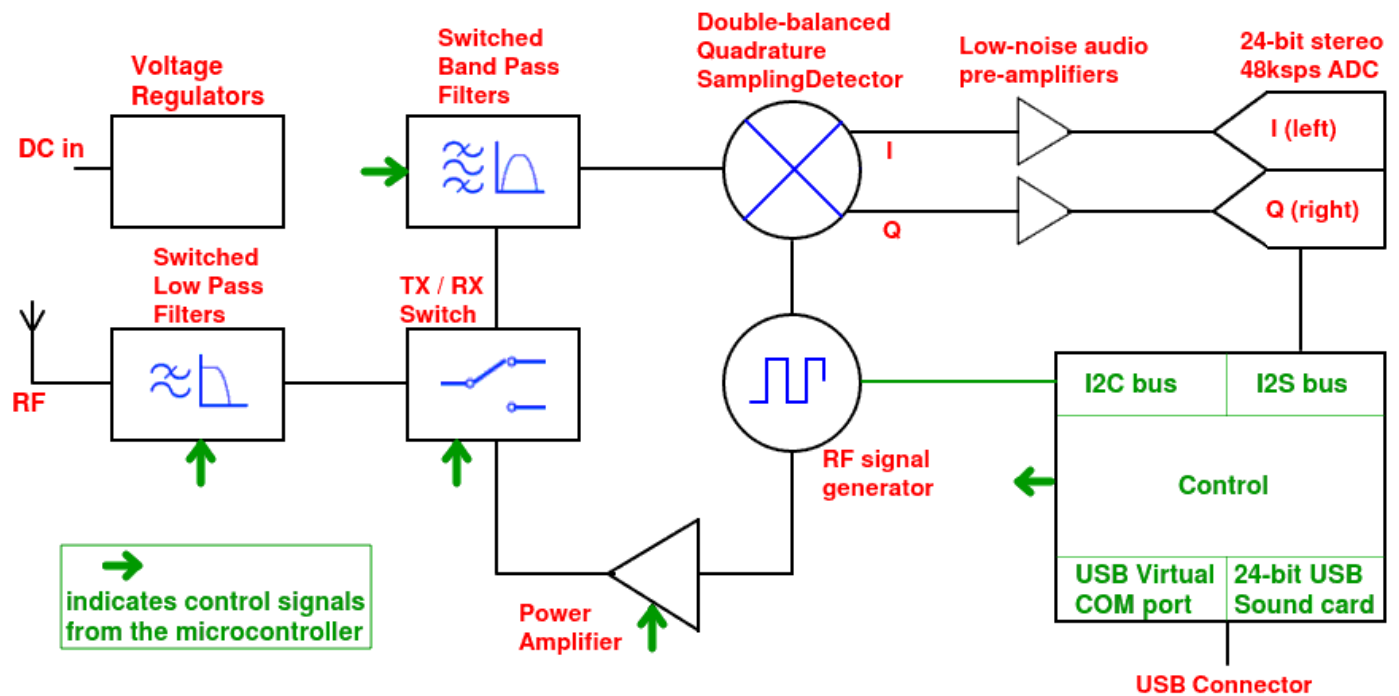 Double-balanced
Quadrature
SamplingDetector
Switched
Band Pass
Filters
Low-noise audio
pre-amplifiers
24-bit stereo
48ksps ADC
Voltage
Regulators
DC in
I (left)
I
Q (right)
Q
Switched
Low Pass
Filters
TX / RX
Switch
RF
I2C bus
I2S bus
RF signal
generator
Control
indicates control signals
from the microcontroller
Power
Amplifier
USB Virtual
COM port
24-bit USB
Sound card
USB Connector